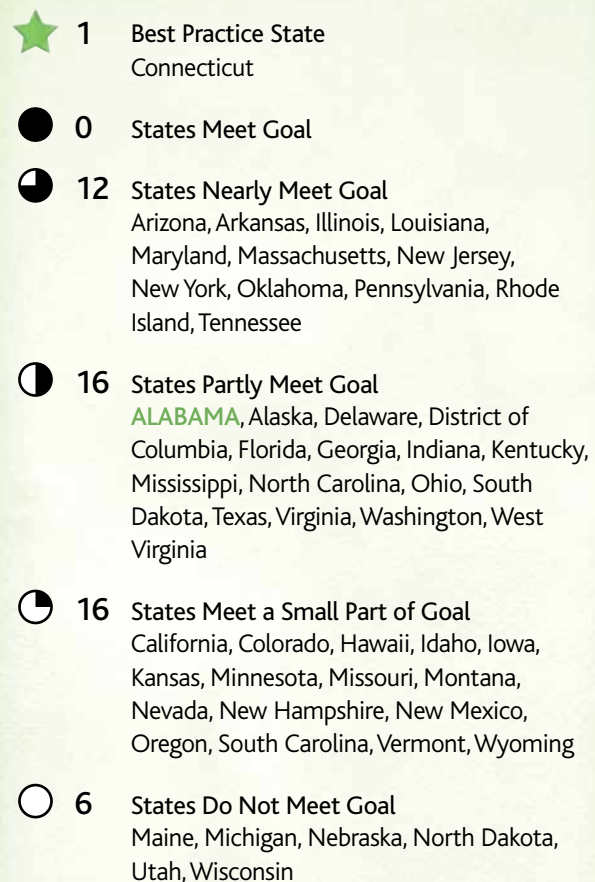 1 Best Practice State
Connecticut
0 States Meet Goal
12 States Nearly Meet Goal
Arizona, Arkansas, Illinois, Louisiana,
Maryland, Massachusetts, New Jersey,
New York, Oklahoma, Pennsylvania, Rhode
Island, Tennessee
16 States Partly Meet Goal
ALABAMA, Alaska, Delaware, District of
Columbia, Florida, Georgia, Indiana, Kentucky,
Mississippi, North Carolina, Ohio, South
Dakota, Texas, Virginia, Washington, West
Virginia
16 States Meet a Small Part of Goal
California, Colorado, Hawaii, Idaho, Iowa,
Kansas, Minnesota, Missouri, Montana,
Nevada, New Hampshire, New Mexico,
Oregon, South Carolina, Vermont, Wyoming
6 States Do Not Meet Goal
Maine, Michigan, Nebraska, North Dakota,
Utah, Wisconsin